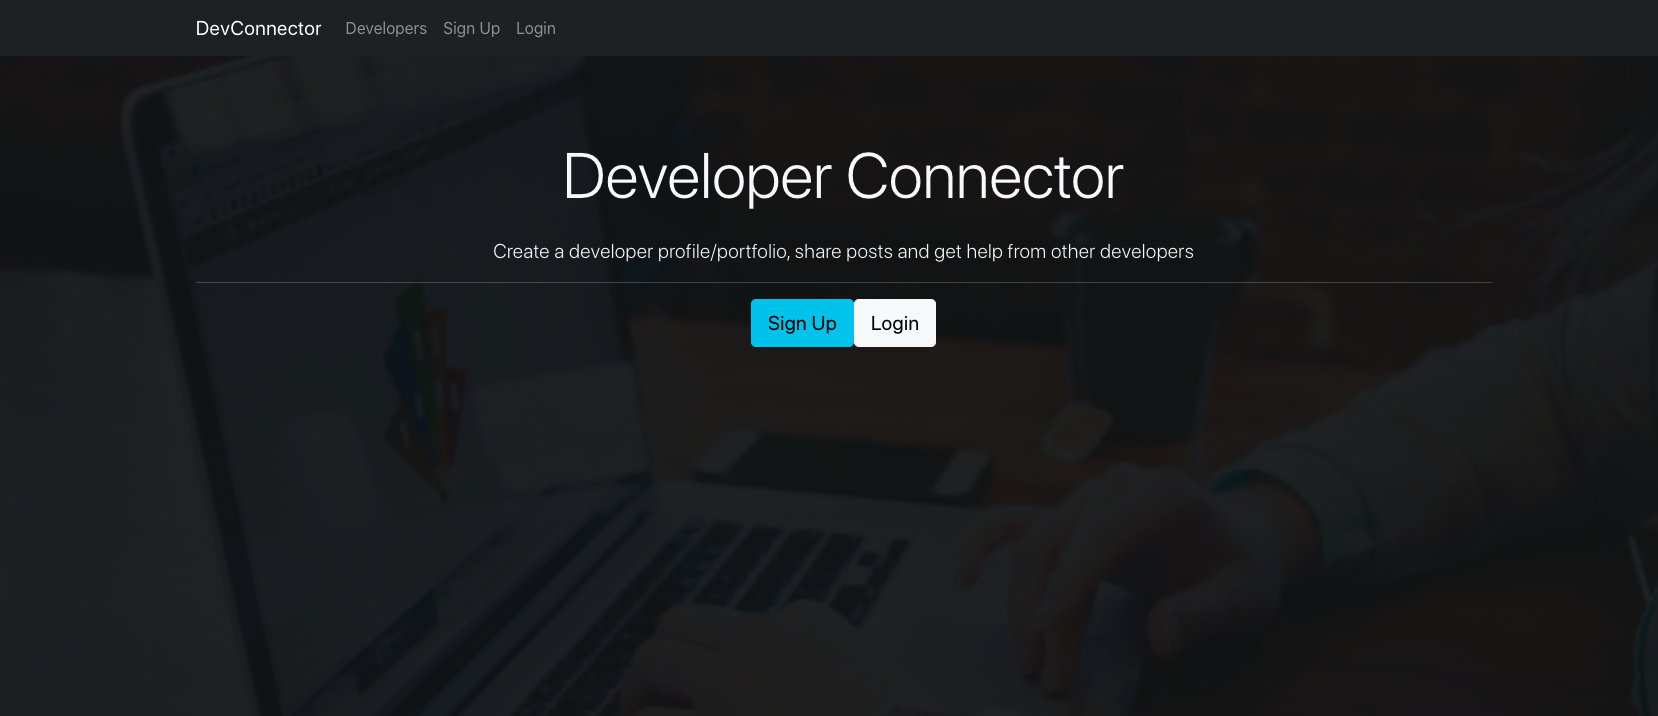 DevConnector Developers Sign Up Login
Developer Connector
Create a developer profile/portfolio, share posts and get help from other developers
Sign Up Login